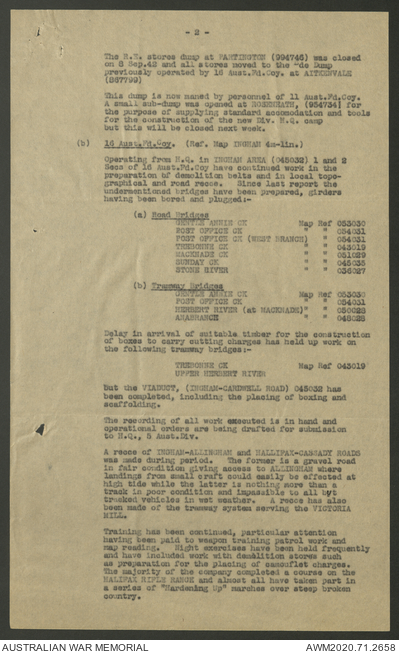 - 2 -
The R.E. stores dump at PARTINGTON (994746) was closed
on 8 Sep.42 and all stores moved to the "de Dump
previously operated by 16 Aust.Fd.Coy. at AITKENVALE
(867799)
This dump is now maned by personnel of 11 Aust.Fd.Coy.
A small sub-dump was opened at ROSENEATH, (954734) for
the purpose of supplying standard accomodation and tools
for the construction of the new Div. H.Q. camp
but this will be closed next week.
(b) 16 Aust.Fd.Coy. (Ref. Map INGHAM 4m-lin.)
Operating from H.Q. in INGHAM AREA (045032) 1 and 2
Secs of 16 Aust.Fd.Coy have continued work in the
preparation of demolition belts and in local topo-
graphical and road recce. Since last report the
undermentioned bridges have been prepared, girders
having been bored and plugged:-
(a) Road Bridges
GENTLE ANNIE CK Map Ref 053030
POST OFFICE CK " " 054031
POST OFFICE CK (WEST BRANCH) " " 054031
TREBONNE CK " " 043019
MACKNADE CK " " 051029
SUNDAY CK " " 045035
STONE RIVER " " 036027
(b) Tramway Bridges
GENTLE ANNIE CK Map Ref 053030
POST OFFICE CK " " 054031
HERBERT RIVER (at MACKNADE) " " 050028
ARABRANCH " " 045028
Delay in arrival of suitable timber for the construction
of boxes to carry cutting charges has held up work on
the following tramway bridges:-
TREBONNE CK Map Ref 043019
UPPER HERBERT RIVER
but the VIADUCT, (INGHAM-CARDWELL ROAD) 045032 has
been completed, including the placing of boxing and
scaffolding.
The recording of all work executed is in hand and
operational orders are being drafted for submission
to H.Q., 5 Aust.Div.
A recce of INGHAM-ALLINGHAM and HALLIFAX-CASSADY ROADS
was made during period. The former is a gravel road
in fair condition giving access to ALLINGHAM where
landings from small craft could easily be effected at
high tide while the latter is nothing more than a
track in poor condition and impassible to all byt
tracked vehicles in wet weather. A recce has also
been made of the tramway system serving the VICTORIA
MILL.
Training has been continued, particular attention
having been paid to weapon training patrol work and
map reading. Night exercises have been held frequently
and have included work with demolition stores such
as preparation for the placing of camouflet charges.
The majority of the company completed a course on the
HALIFAX RIFLE RANGE and almost all have taken part in
a series of "Hardening Up" marches over steep broken
country.
AUSTRALIAN WAR MEMORIAL AWM2020.71.2658